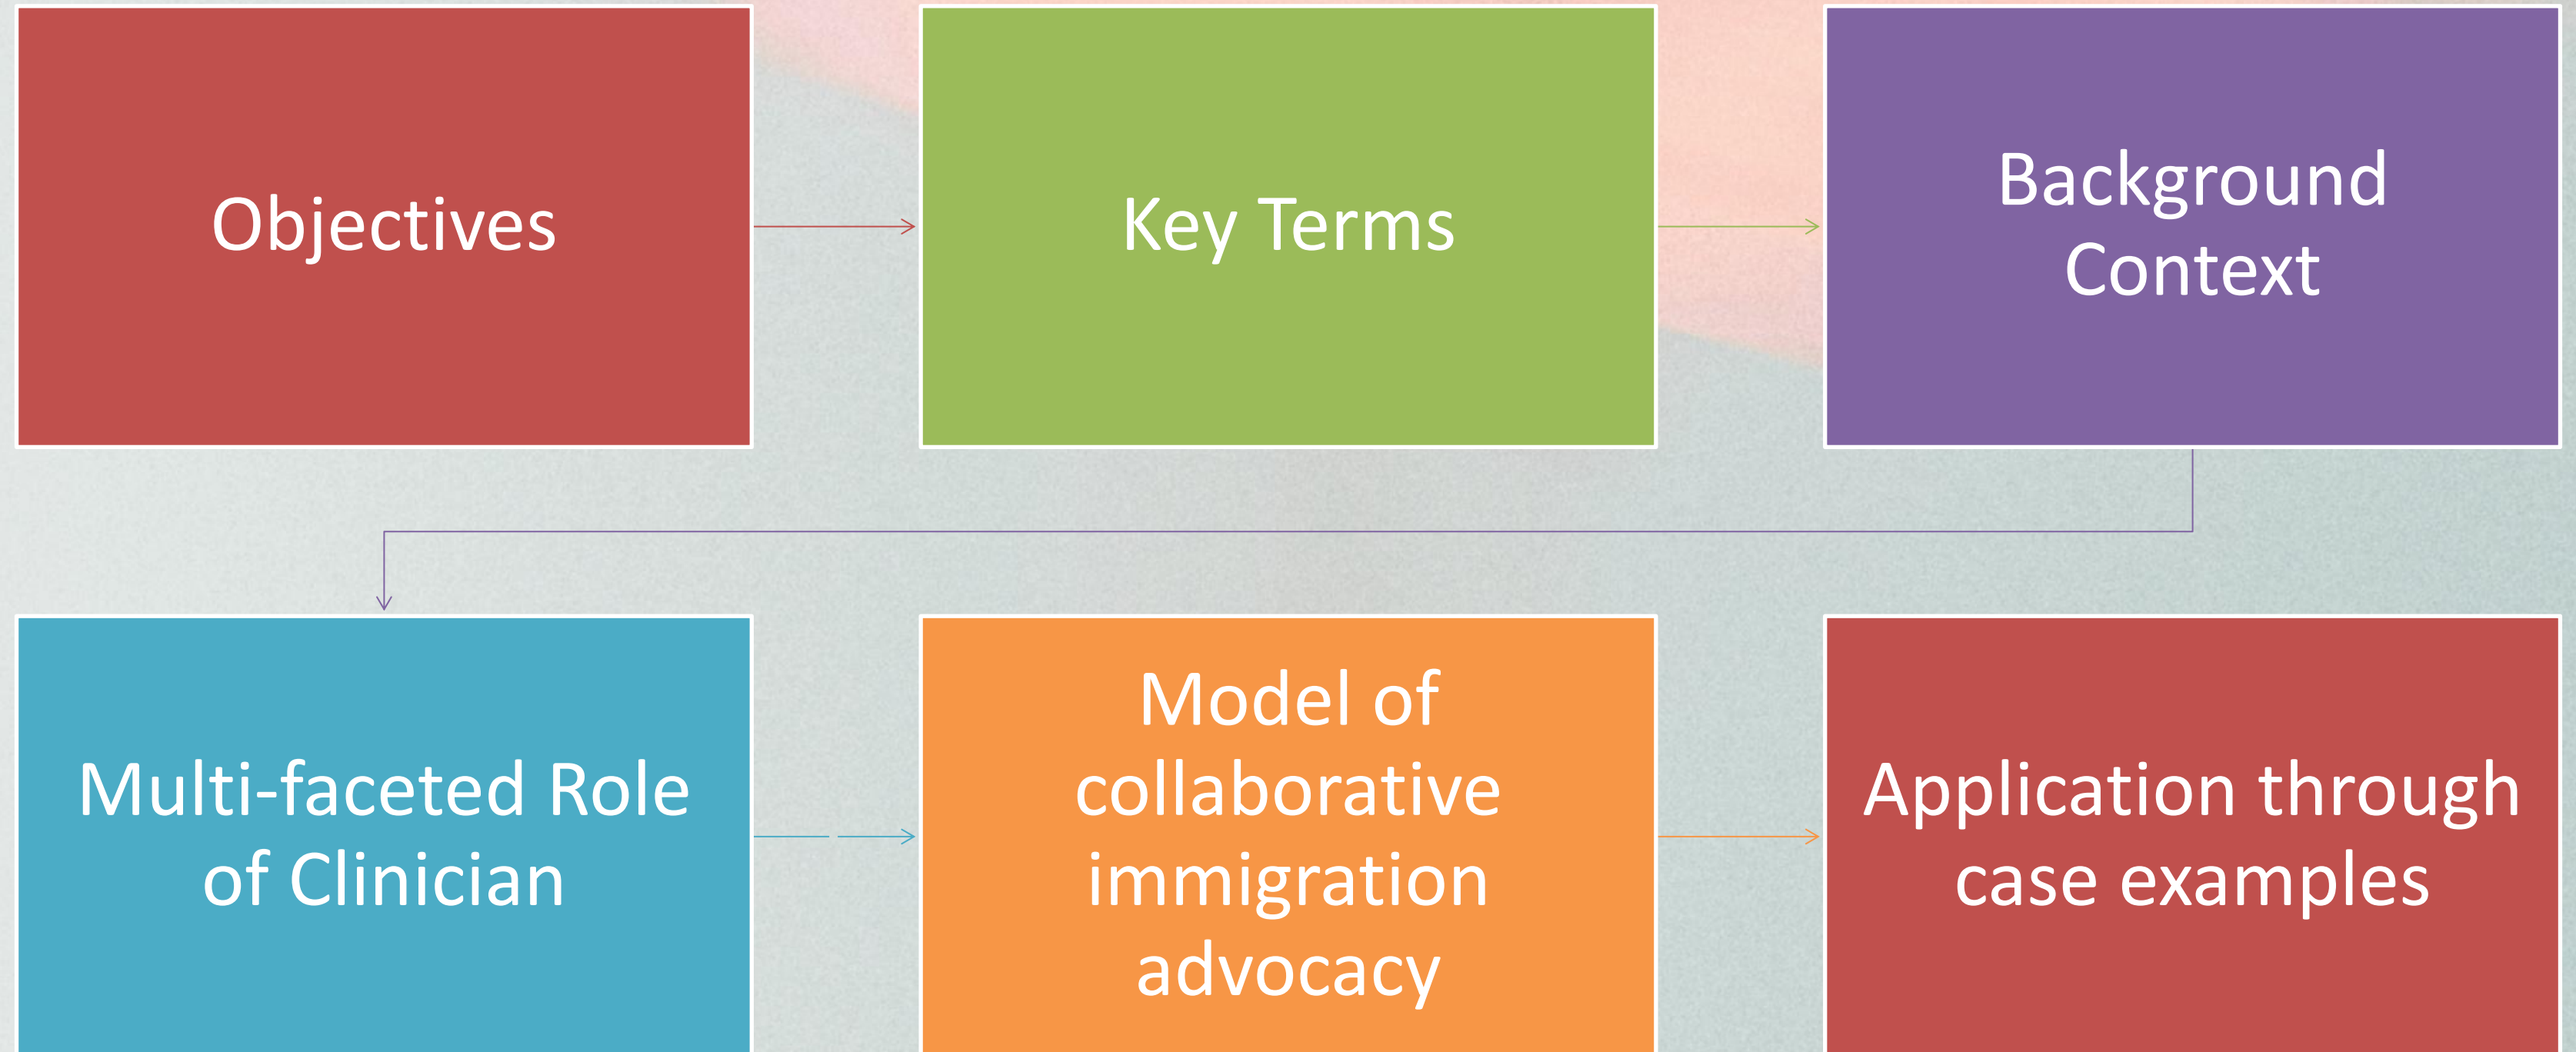 Objectives
Key Terms
Background
Context
Multi-faceted Role
of Clinician
Model of
collaborative
immigration
advocacy
Application through
case examples